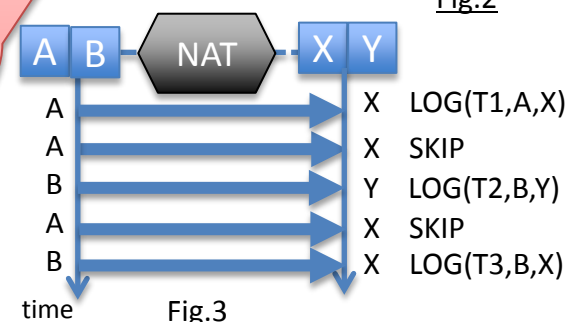 Fig.2
A B NAT X Y
A X LOG(T1,A,X)
A X SKIP
B Y LOG(T2,B,Y)
A X SKIP
B X LOG(T3,B,X)
time Fig.3